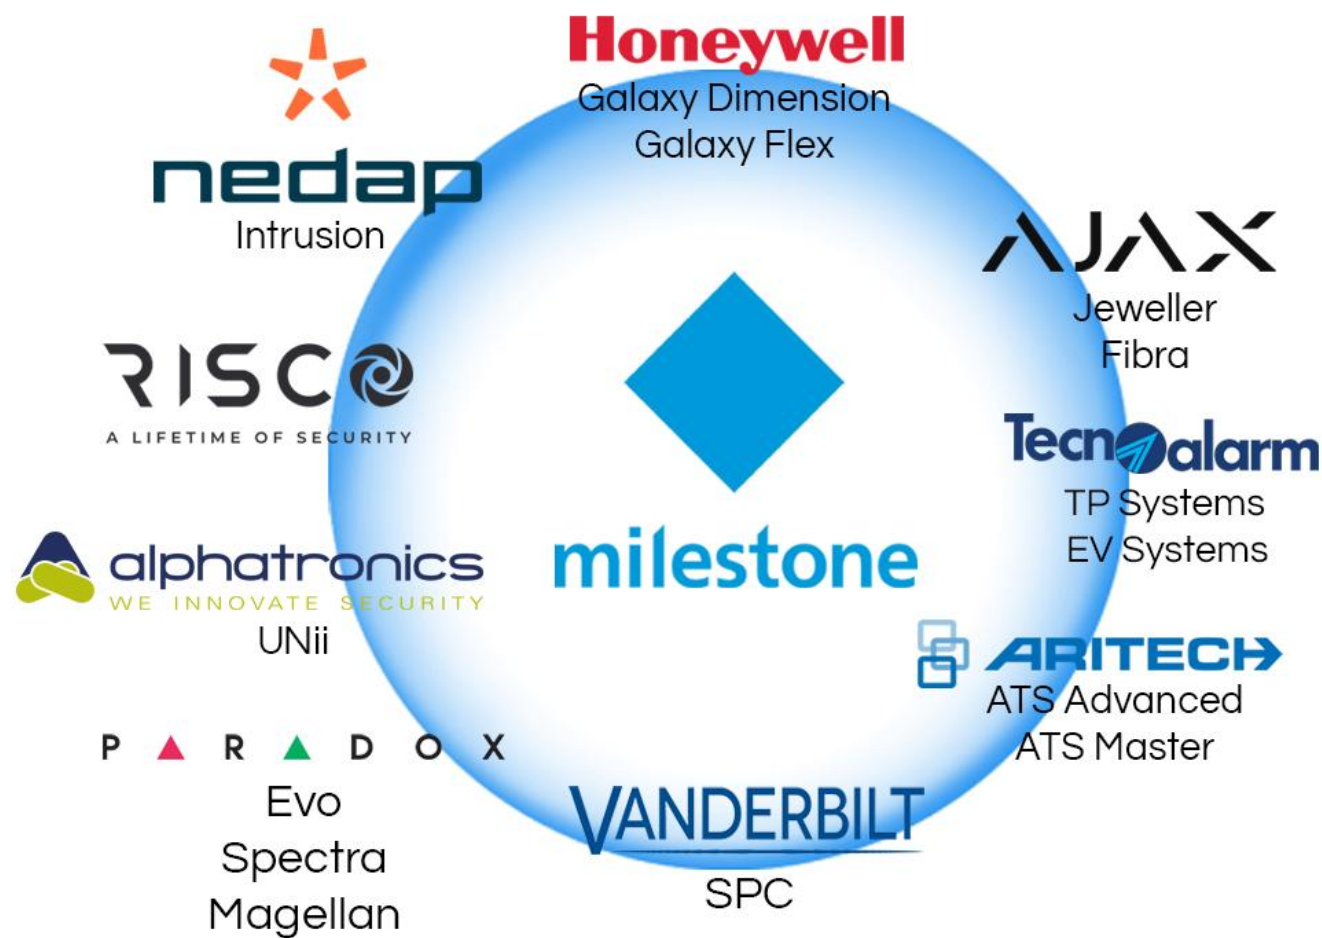 Honeywell
Galaxy Dimension
Galaxy Flex
nedap
Intrusion
AJAX
Jeweller
Fibra
RISCO
A LIFETIME OF SECURITY
Tecnoalarm
TP Systems
EV Systems
milestone
alphatronics
WE INNOVATE SECURITY
UNii
ARITECH
ATS Advanced
ATS Master
PARADOX
Evo
Spectra
Magellan
VANDERBILT
SPC